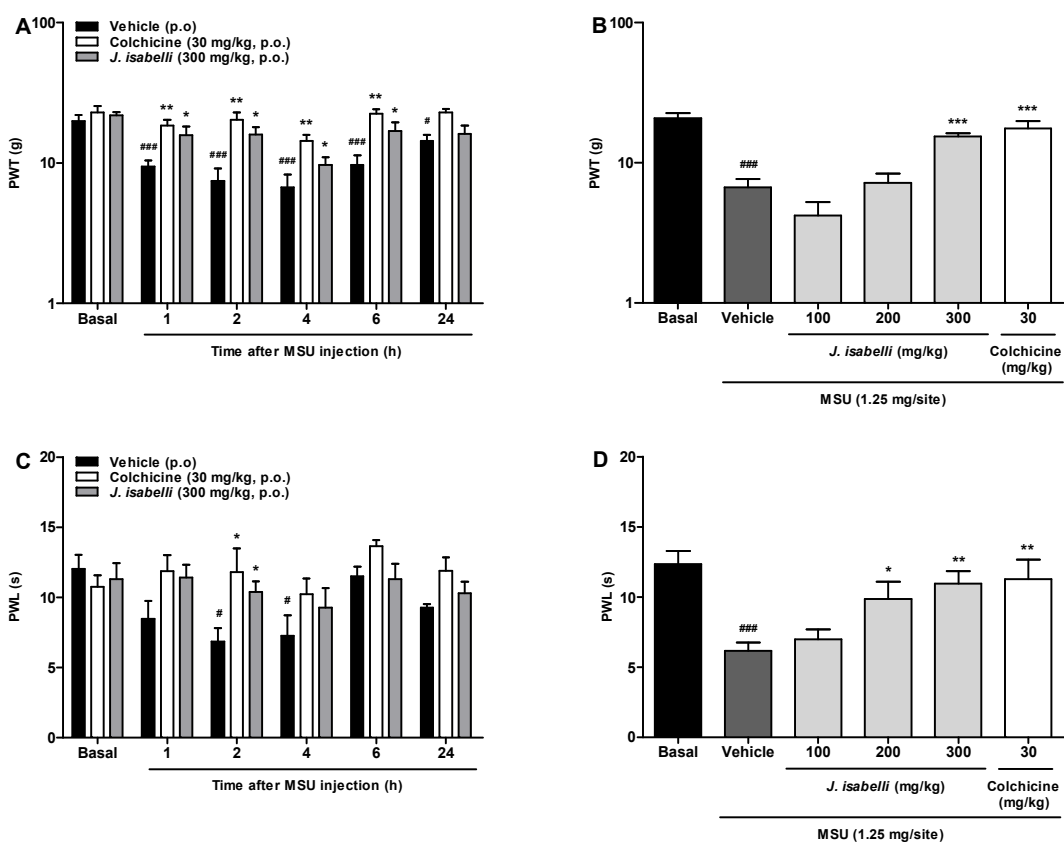 A
Vehicle (p.o)
Colchicine (30 mg/kg, p.o.)
J. isabelli (300 mg/kg, p.o.)
PWT (g)
100
10
1
###
**
*
###
**
*
###
**
*
###
**
*
#
Basal
1
2
4
6
24
Time after MSU injection (h)
B
PWT (g)
100
10
1
###
***
***
Basal
Vehicle
100
200
300
30
J. isabelli (mg/kg)
Colchicine
(mg/kg)
MSU (1.25 mg/site)
C
Vehicle (p.o)
Colchicine (30 mg/kg, p.o.)
J. isabelli (300 mg/kg, p.o.)
PWL (s)
20
15
10
5
0
#
*
*
#
Basal
1
2
4
6
24
Time after MSU injection (h)
D
PWL (s)
20
15
10
5
0
###
*
**
**
Basal
Vehicle
100
200
300
30
J. isabelli (mg/kg)
Colchicine
(mg/kg)
MSU (1.25 mg/site)